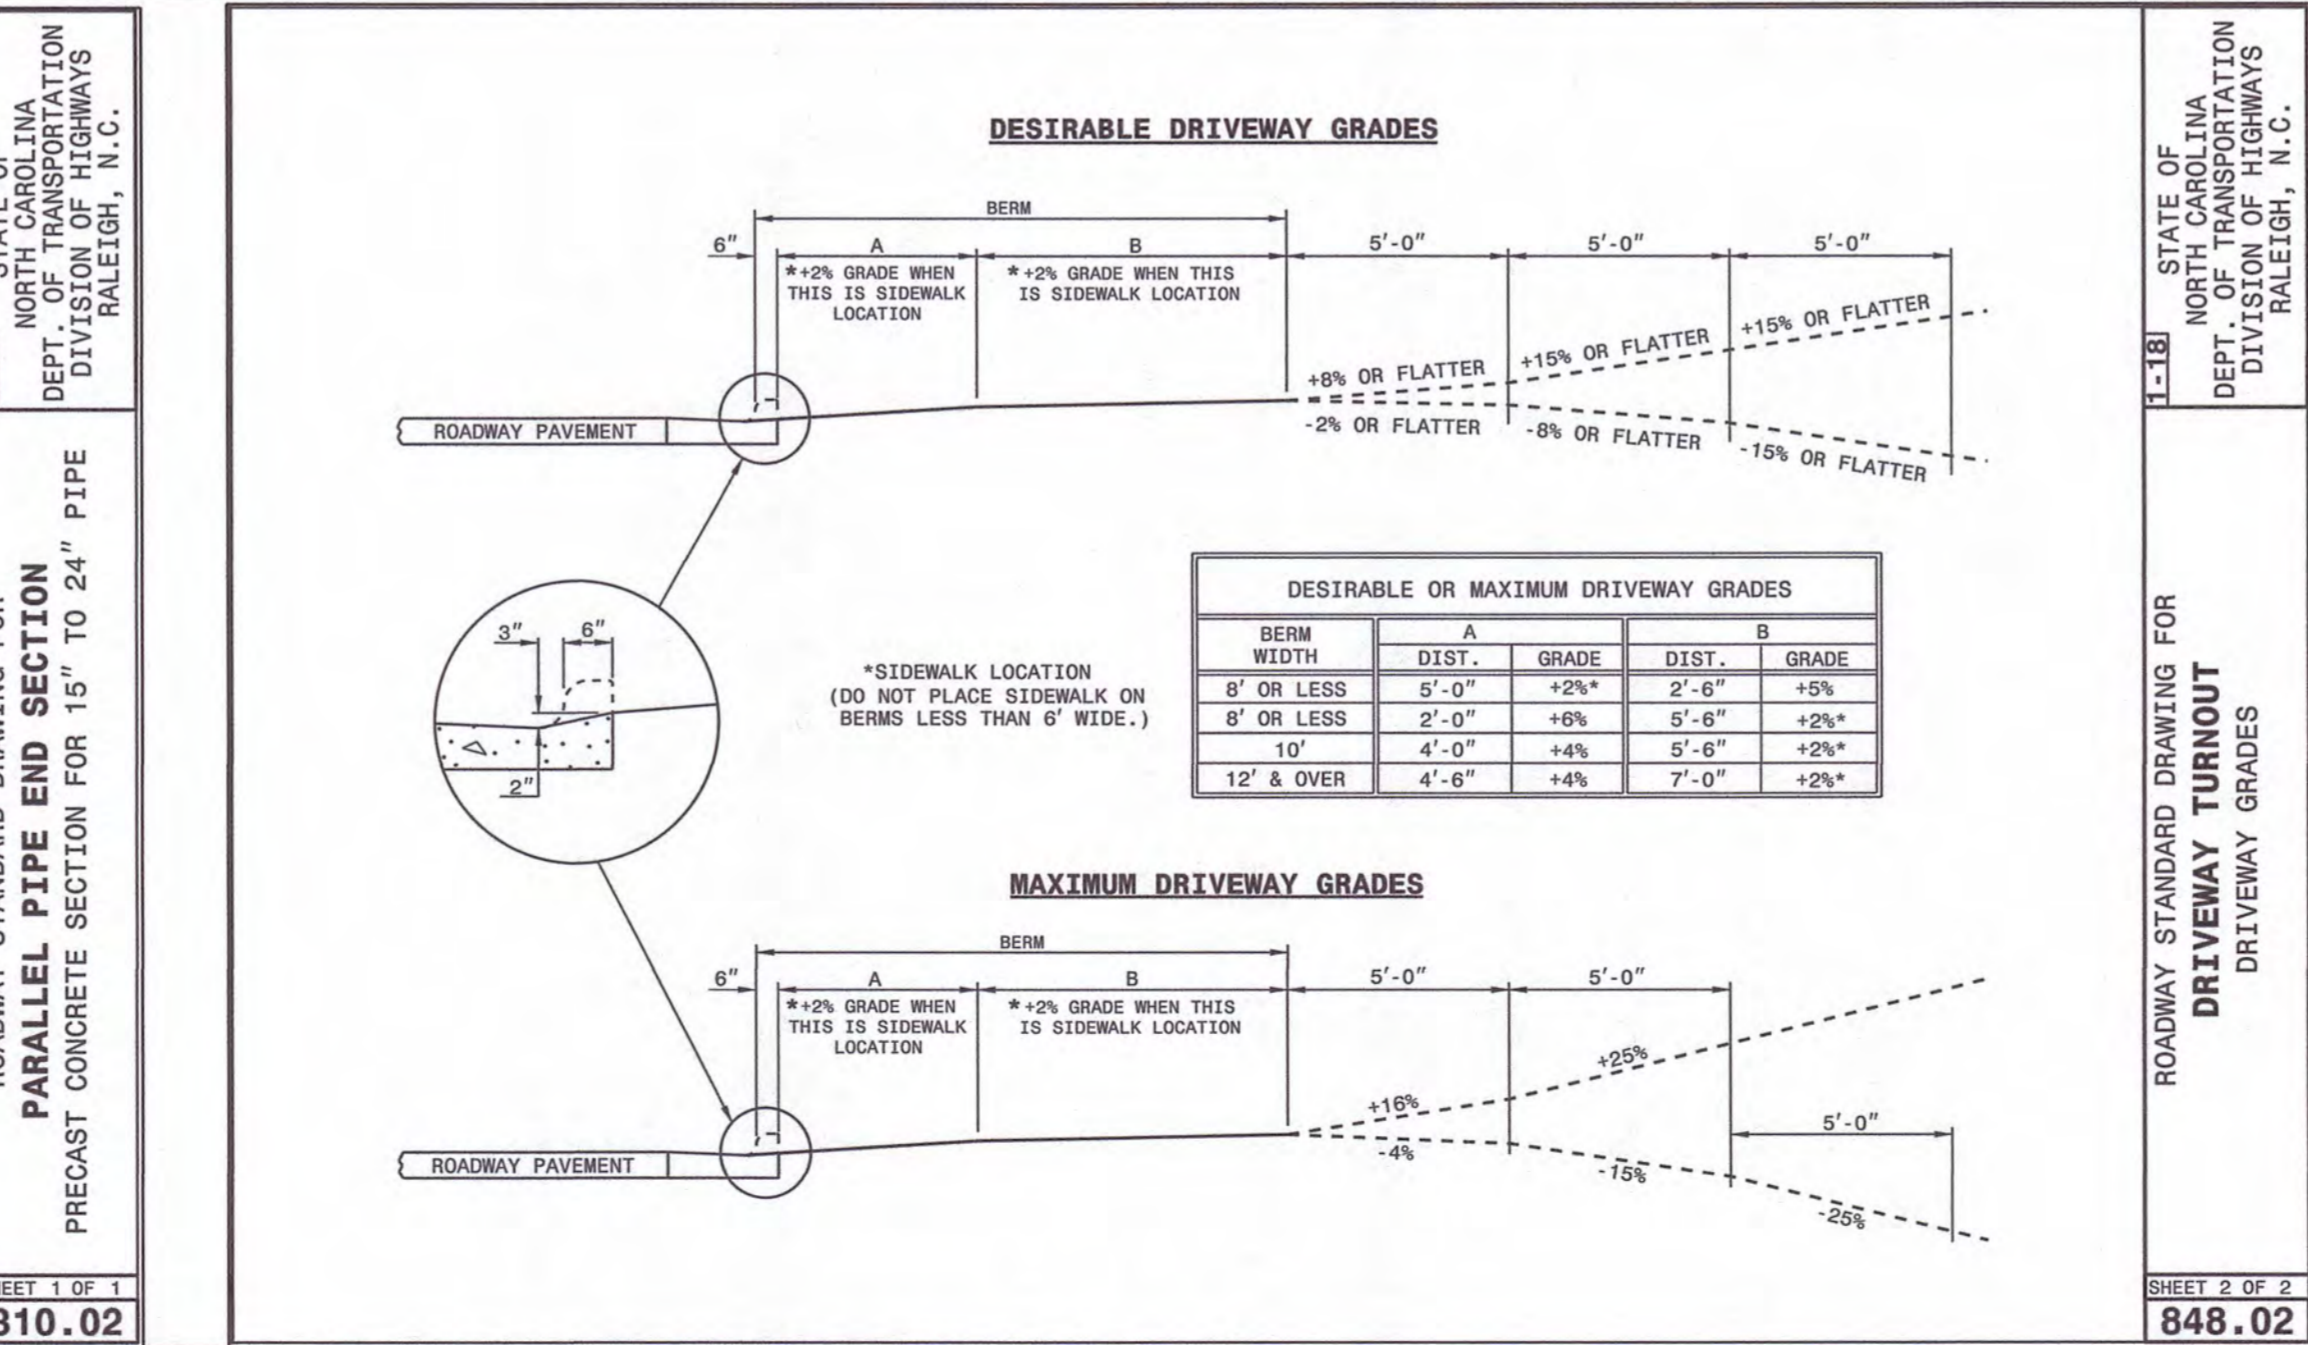 STATE OF
NORTH CAROLINA
DEPT. OF TRANSPORTATION
DIVISION OF HIGHWAYS
RALEIGH, N.C.
PARALLEL PIPE END SECTION
PRECAST CONCRETE SECTION FOR 15" TO 24" PIPE
SHEET 1 OF 1
810.02
DESIRABLE DRIVEWAY GRADES
BERM
6" A B 5'-0" 5'-0" 5'-0"
*+2% GRADE WHEN
THIS IS SIDEWALK
LOCATION
*+2% GRADE WHEN THIS
IS SIDEWALK LOCATION
+8% OR FLATTER
+15% OR FLATTER
+15% OR FLATTER
-2% OR FLATTER
-8% OR FLATTER
-15% OR FLATTER
ROADWAY PAVEMENT
3" 6"
2"
*SIDEWALK LOCATION
(DO NOT PLACE SIDEWALK ON
BERMS LESS THAN 6' WIDE.)
DESIRABLE OR MAXIMUM DRIVEWAY GRADES
BERM WIDTH A B
DIST. GRADE DIST. GRADE
8' OR LESS 5'-0" +2%* 2'-6" +5%
8' OR LESS 2'-0" +6% 5'-6" +2%*
10' 4'-0" +4% 5'-6" +2%*
12' & OVER 4'-6" +4% 7'-0" +2%*
MAXIMUM DRIVEWAY GRADES
BERM
6" A B 5'-0" 5'-0"
*+2% GRADE WHEN
THIS IS SIDEWALK
LOCATION
*+2% GRADE WHEN THIS
IS SIDEWALK LOCATION
+16%
+25%
5'-0"
-4%
-15%
-25%
ROADWAY PAVEMENT
1-18
STATE OF
NORTH CAROLINA
DEPT. OF TRANSPORTATION
DIVISION OF HIGHWAYS
RALEIGH, N.C.
ROADWAY STANDARD DRAWING FOR
DRIVEWAY TURNOUT
DRIVEWAY GRADES
SHEET 2 OF 2
848.02